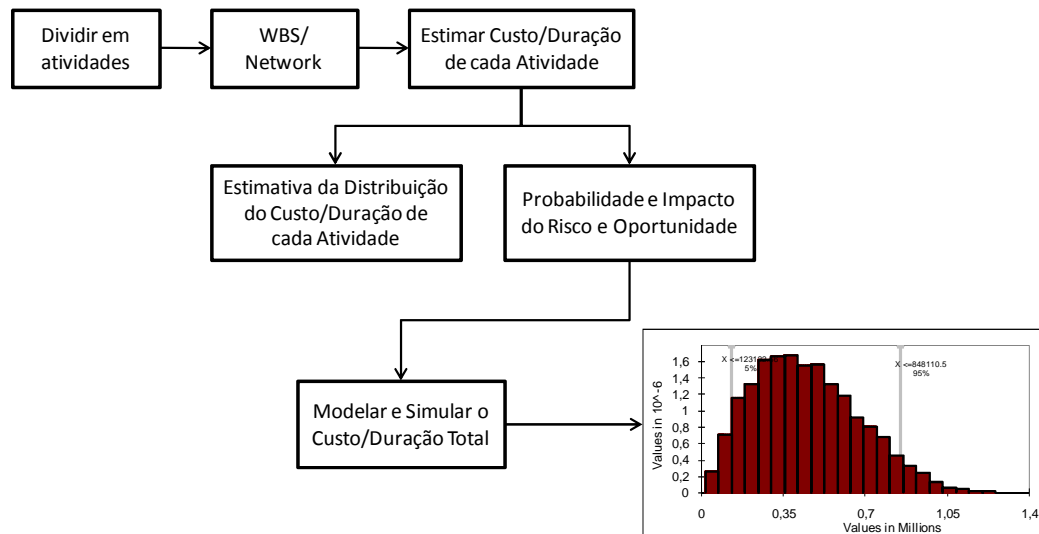 Dividir em
atividades
WBS/
Network
Estimar Custo/Duração
de cada Atividade
Estimativa da Distribuição
do Custo/Duração de
cada Atividade
Probabilidade e Impacto
do Risco e Oportunidade
Modelar e Simular o
Custo/Duração Total
X <=848110.5
95%
X <=
5%
1,6
1,4
1,2
1
0,8
0,6
0,4
0,2
0
Values in 10^-6
0
0,35
0,7
1,05
1,4
Values in Millions